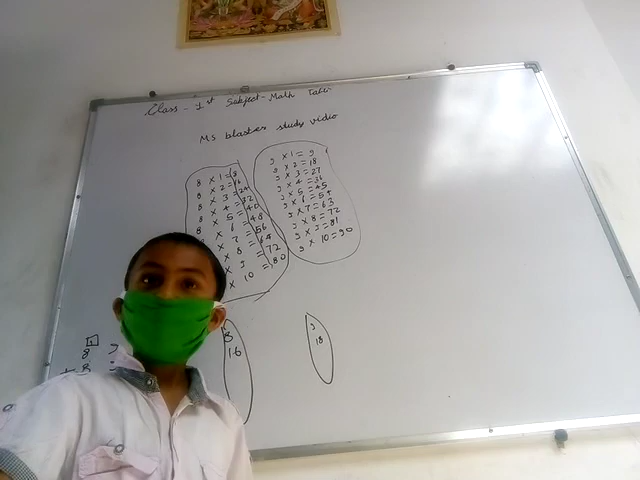 Class - 1st Subject - Math
Ms blaster study video
8 × 1 = 8
8 × 2 = 16
8 × 3 = 24
8 × 4 = 32
8 × 5 = 40
8 × 6 = 48
× 7 = 56
× 8 = 64
× 9 = 72
× 10 = 80
9 × 1 = 9
9 × 2 = 18
9 × 3 = 27
9 × 4 = 36
9 × 5 = 45
9 × 6 = 54
9 × 7 = 63
9 × 8 = 72
9 × 9 = 81
9 × 10 = 90
8
16
9
18
8
8